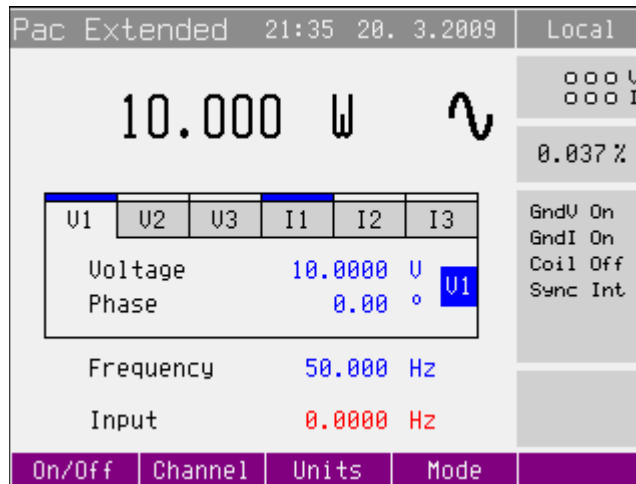 Pac Extended 21:35 20. 3.2009 Local
ooo V
ooo I
10.000 W
0.037 %
V1 V2 V3 I1 I2 I3
Voltage 10.0000 V
Phase 0.00 °
V1
GndV On
GndI On
Coil Off
Sync Int
Frequency 50.000 Hz
Input 0.0000 Hz
On/Off Channel Units Mode